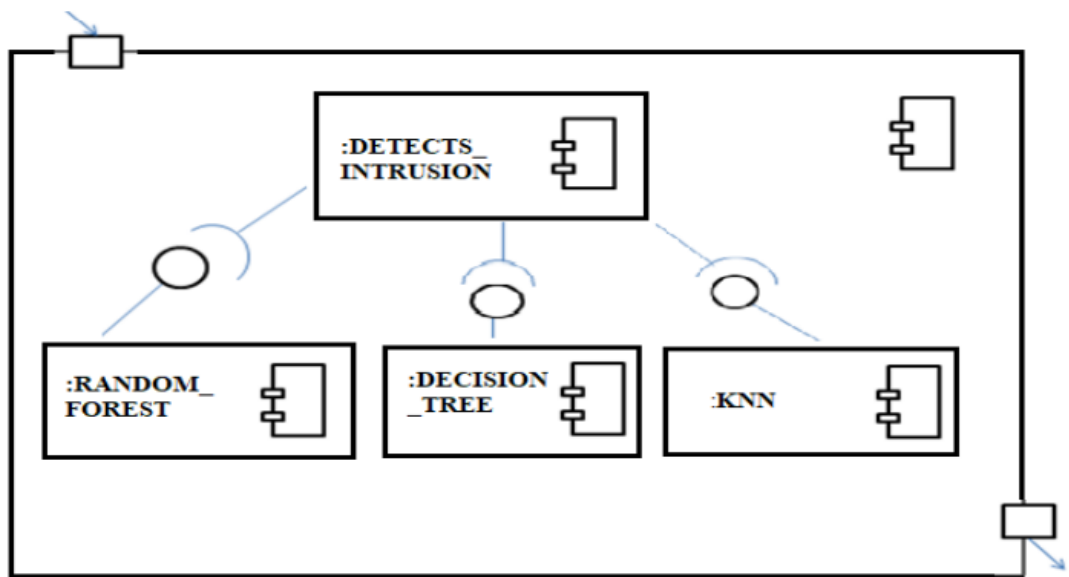 :DETECTS_
INTRUSION
:RANDOM_
FOREST
:DECISION
_TREE
:KNN